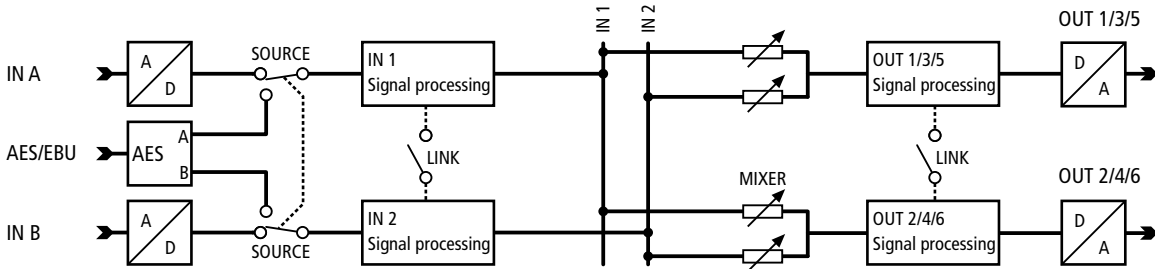 IN 1
IN 2
OUT 1/3/5
IN A
A
D
SOURCE
IN 1
Signal processing
OUT 1/3/5
Signal processing
D
A
AES/EBU
AES
A
B
LINK
LINK
MIXER
OUT 2/4/6
IN B
A
D
SOURCE
IN 2
Signal processing
OUT 2/4/6
Signal processing
D
A